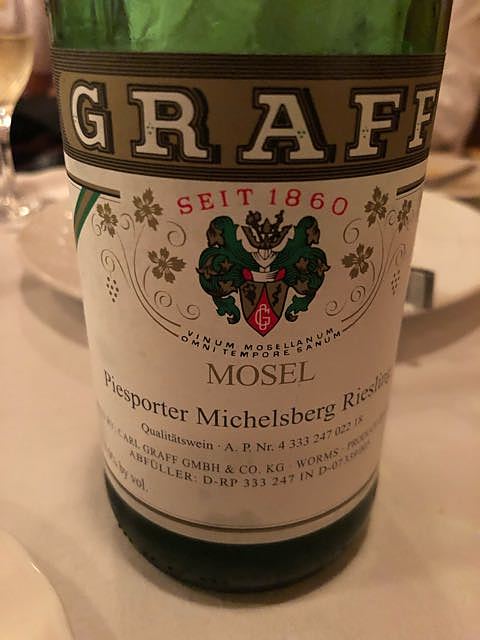 GRAFF
SEIT 1860
G
VINUM MOSELLANUM
OMNI TEMPORE SANUM
MOSEL
Piesporter Michelsberg Riesling
Qualitätswein · A. P. Nr. 4 333 247 022 18
CARL GRAFF GMBH & CO. KG · WORMS ·
ABFÜLLER: D-RP 333 247 IN
by vol.